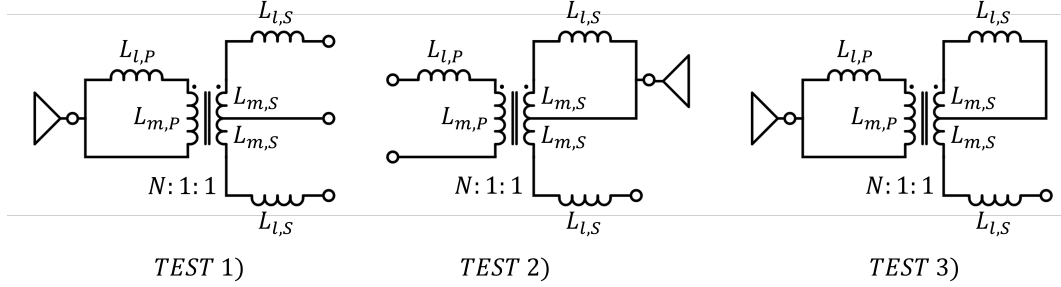 L_{l,S}
L_{l,P}
L_{m,P}
L_{m,S}
L_{m,S}
N: 1: 1
L_{l,S}
TEST 1)
L_{l,S}
L_{l,P}
L_{m,P}
L_{m,S}
L_{m,S}
N: 1: 1
L_{l,S}
TEST 2)
L_{l,S}
L_{l,P}
L_{m,P}
L_{m,S}
L_{m,S}
N: 1: 1
L_{l,S}
TEST 3)